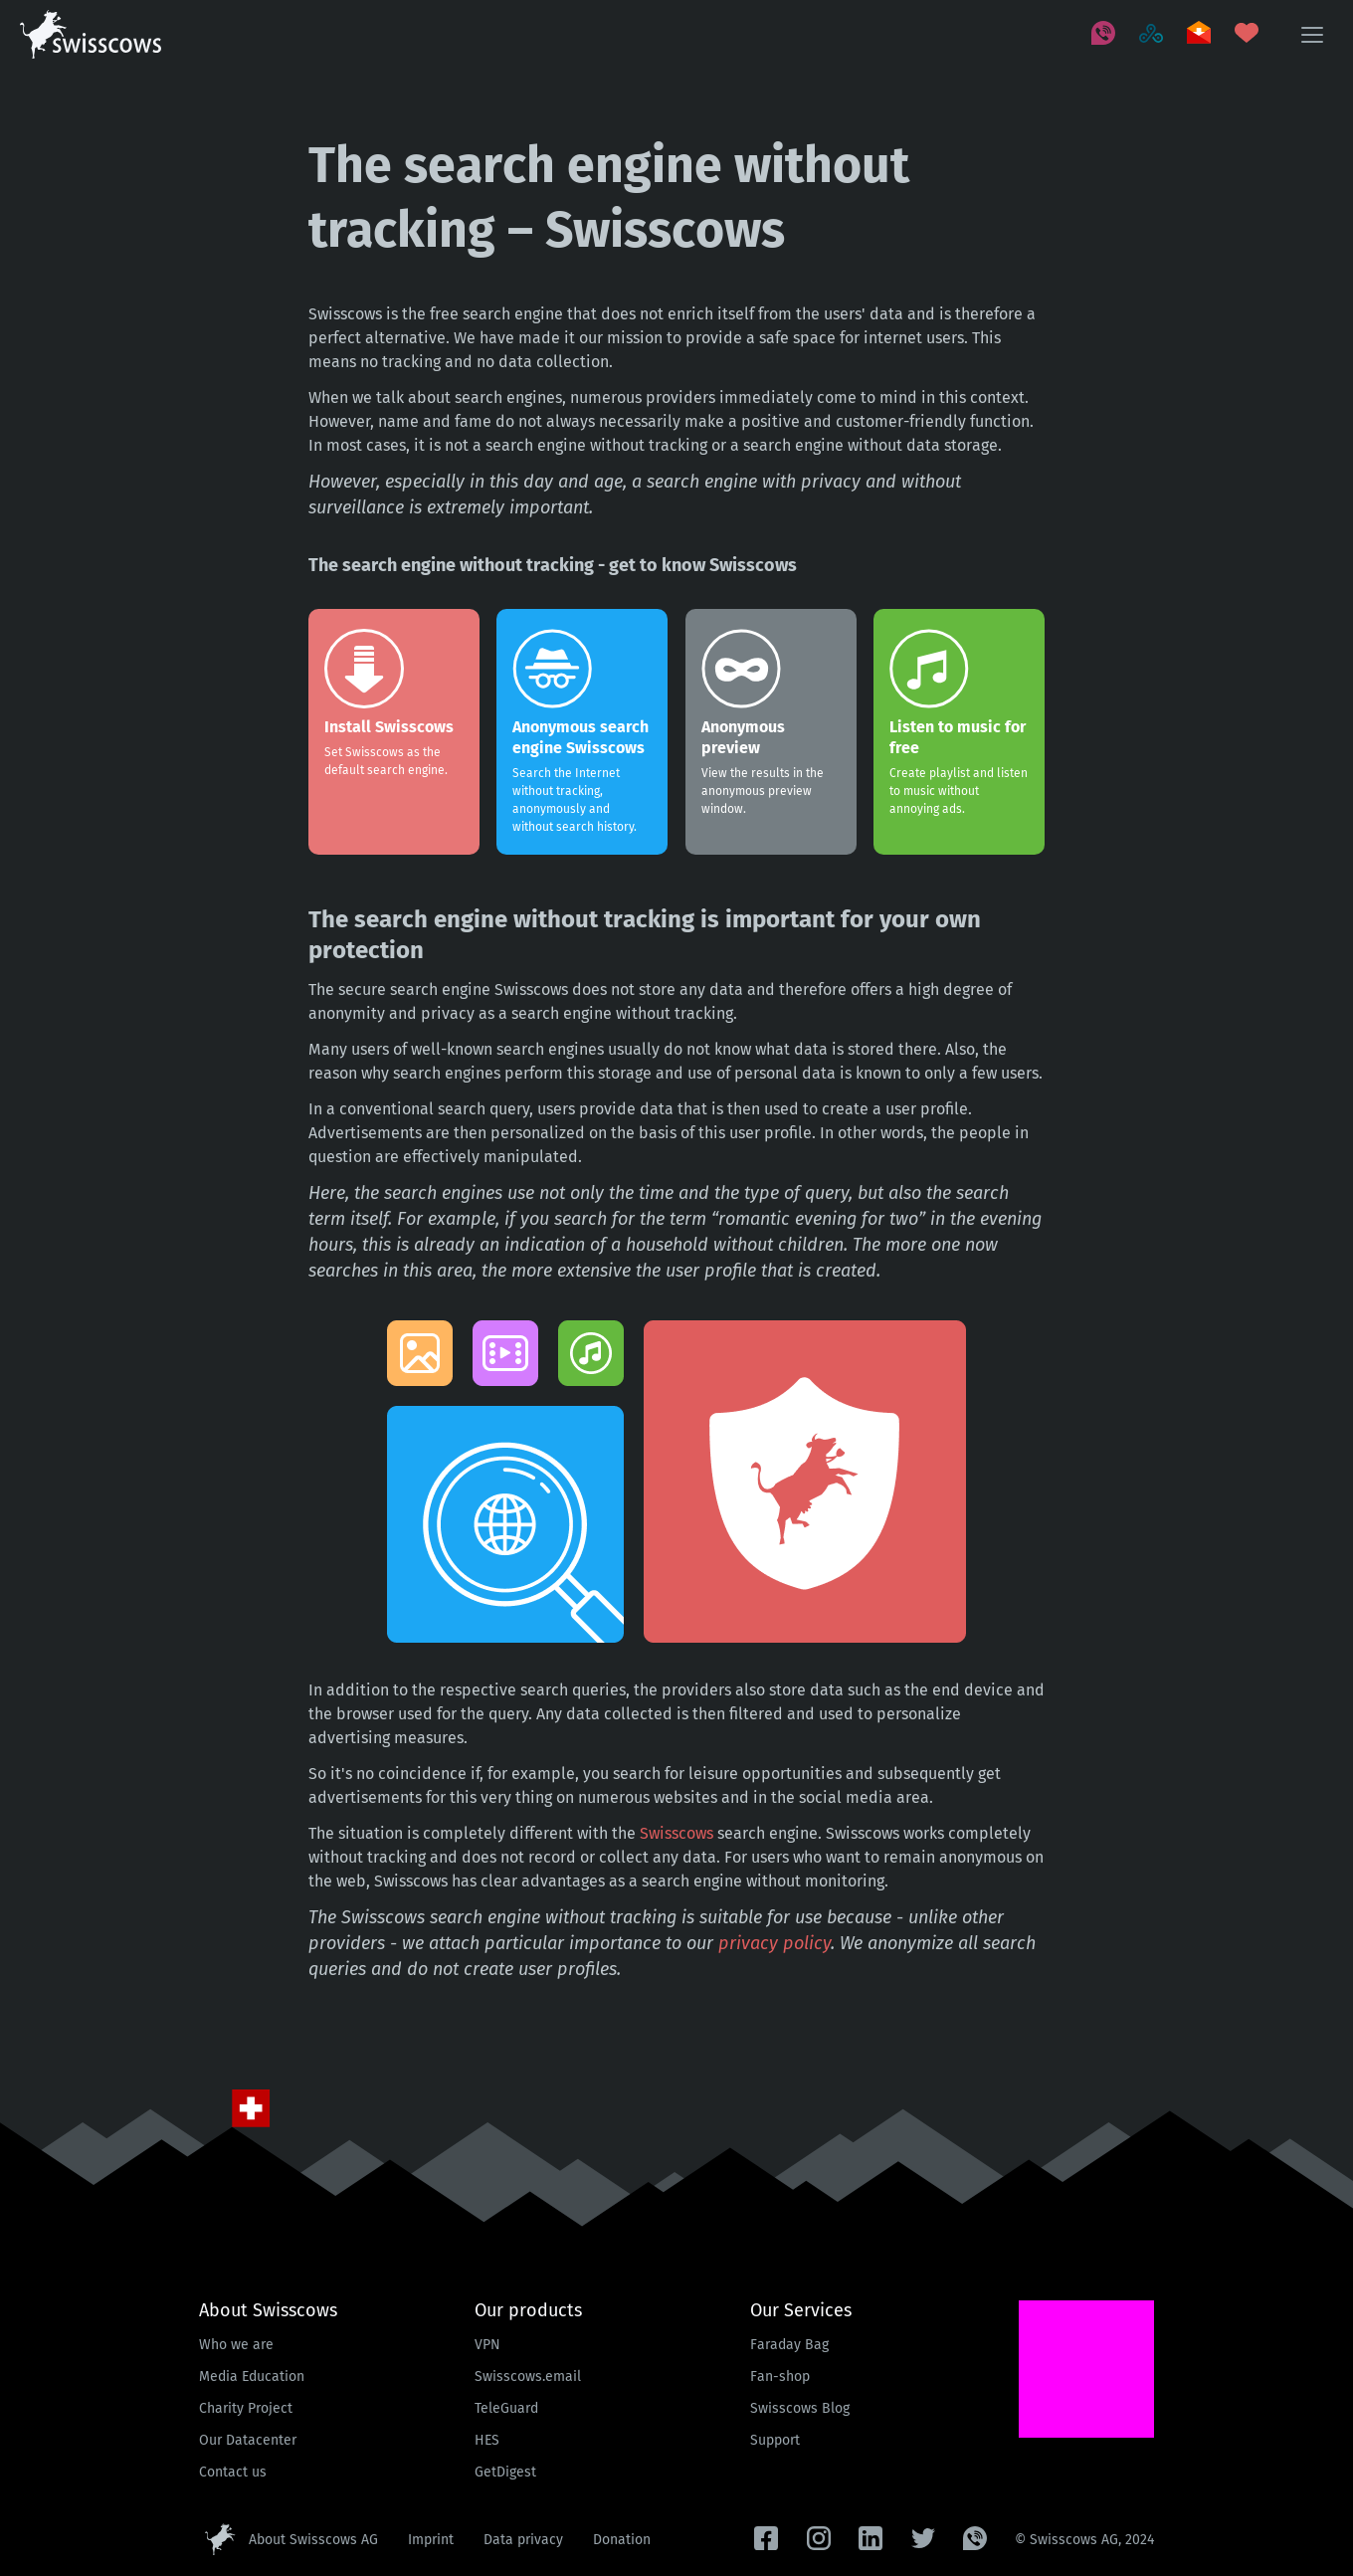 swisscows
The search engine without
tracking – Swisscows
Swisscows is the free search engine that does not enrich itself from the users' data and is therefore a
perfect alternative. We have made it our mission to provide a safe space for internet users. This
means no tracking and no data collection.
When we talk about search engines, numerous providers immediately come to mind in this context.
However, name and fame do not always necessarily make a positive and customer-friendly function.
In most cases, it is not a search engine without tracking or a search engine without data storage.
However, especially in this day and age, a search engine with privacy and without
surveillance is extremely important.
The search engine without tracking - get to know Swisscows
Install Swisscows
Set Swisscows as the
default search engine.
Anonymous search
engine Swisscows
Search the Internet
without tracking,
anonymously and
without search history.
Anonymous
preview
View the results in the
anonymous preview
window.
Listen to music for
free
Create playlist and listen
to music without
annoying ads.
The search engine without tracking is important for your own
protection
The secure search engine Swisscows does not store any data and therefore offers a high degree of
anonymity and privacy as a search engine without tracking.
Many users of well-known search engines usually do not know what data is stored there. Also, the
reason why search engines perform this storage and use of personal data is known to only a few users.
In a conventional search query, users provide data that is then used to create a user profile.
Advertisements are then personalized on the basis of this user profile. In other words, the people in
question are effectively manipulated.
Here, the search engines use not only the time and the type of query, but also the search
term itself. For example, if you search for the term “romantic evening for two” in the evening
hours, this is already an indication of a household without children. The more one now
searches in this area, the more extensive the user profile that is created.
In addition to the respective search queries, the providers also store data such as the end device and
the browser used for the query. Any data collected is then filtered and used to personalize
advertising measures.
So it's no coincidence if, for example, you search for leisure opportunities and subsequently get
advertisements for this very thing on numerous websites and in the social media area.
The situation is completely different with the Swisscows search engine. Swisscows works completely
without tracking and does not record or collect any data. For users who want to remain anonymous on
the web, Swisscows has clear advantages as a search engine without monitoring.
The Swisscows search engine without tracking is suitable for use because - unlike other
providers - we attach particular importance to our privacy policy. We anonymize all search
queries and do not create user profiles.
About Swisscows
Who we are
Media Education
Charity Project
Our Datacenter
Contact us
Our products
VPN
Swisscows.email
TeleGuard
HES
GetDigest
Our Services
Faraday Bag
Fan-shop
Swisscows Blog
Support
About Swisscows AG Imprint Data privacy Donation © Swisscows AG, 2024